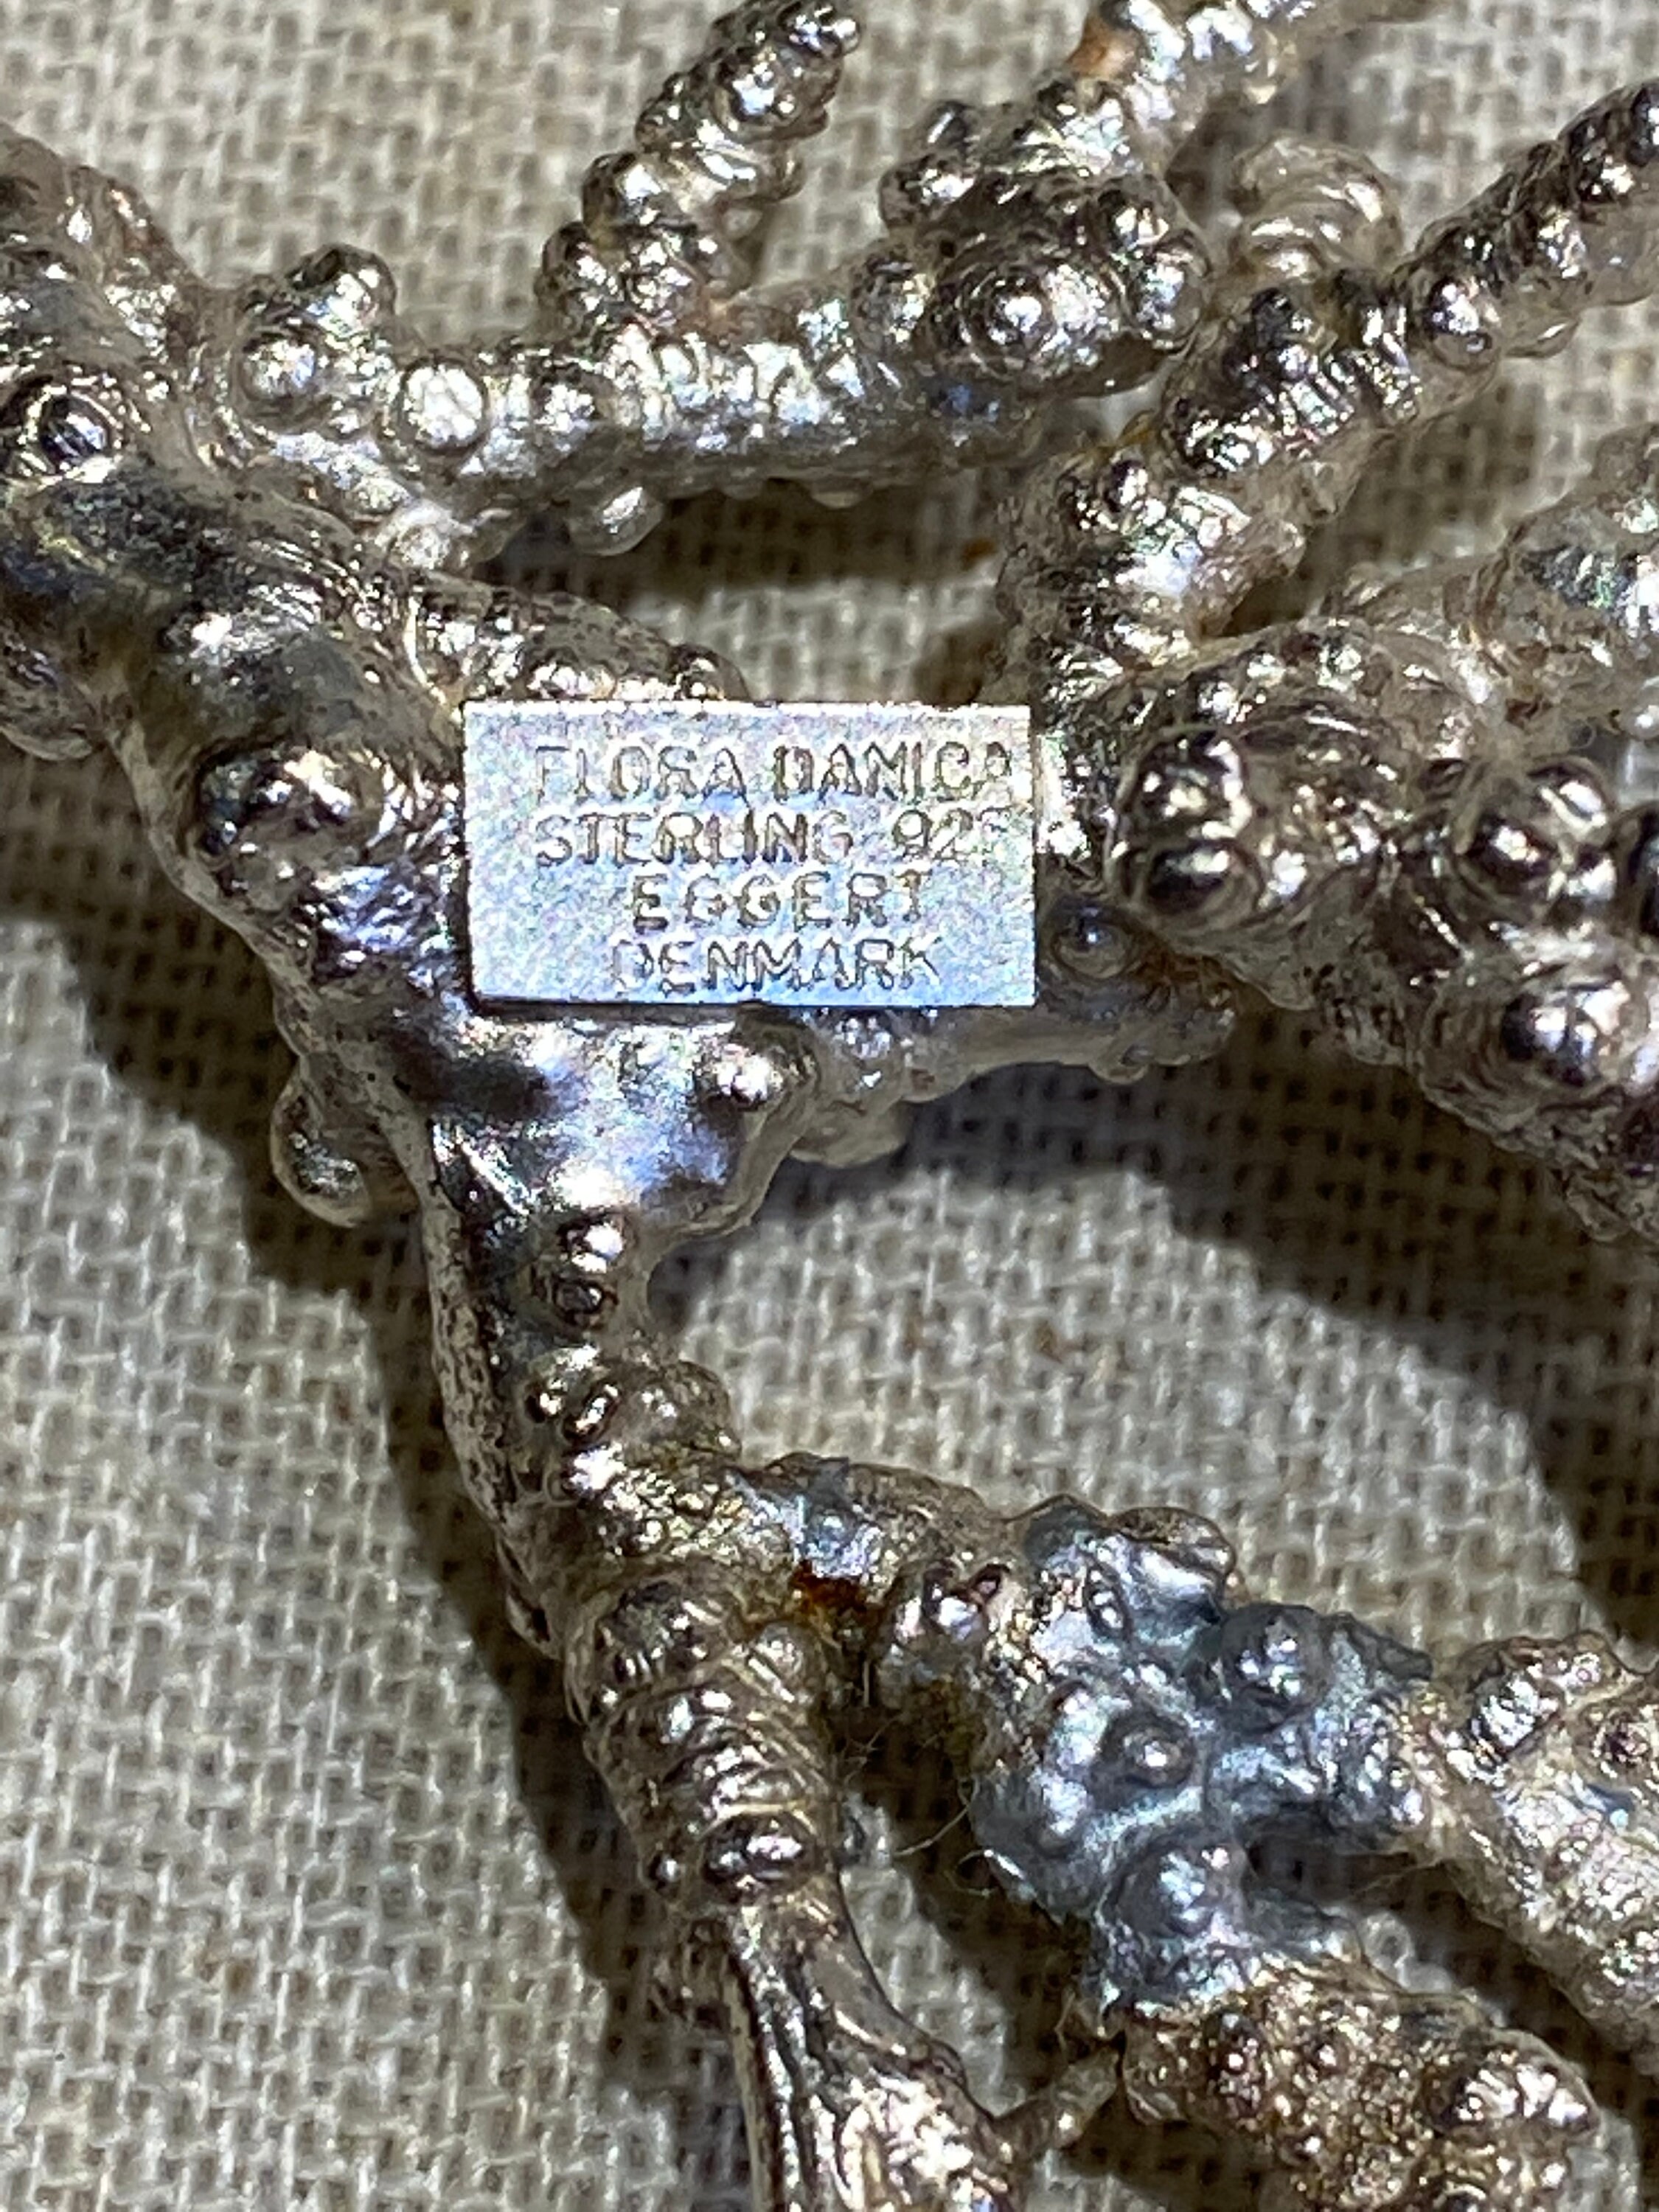 FLORA DANICA
STERLING 925
EGGERT
DENMARK